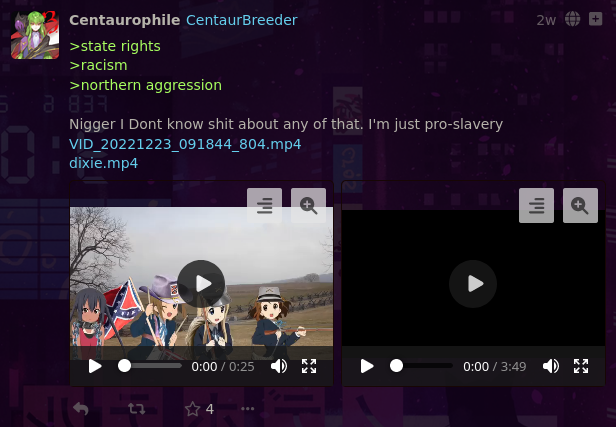 Centaurophile CentaurBreeder 2w
>state rights
>racism
>northern aggression
Nigger I Dont know shit about any of that. I'm just pro-slavery
VID_20221223_091844_804.mp4
dixie.mp4
0:00 / 0:25
0:00 / 3:49
4